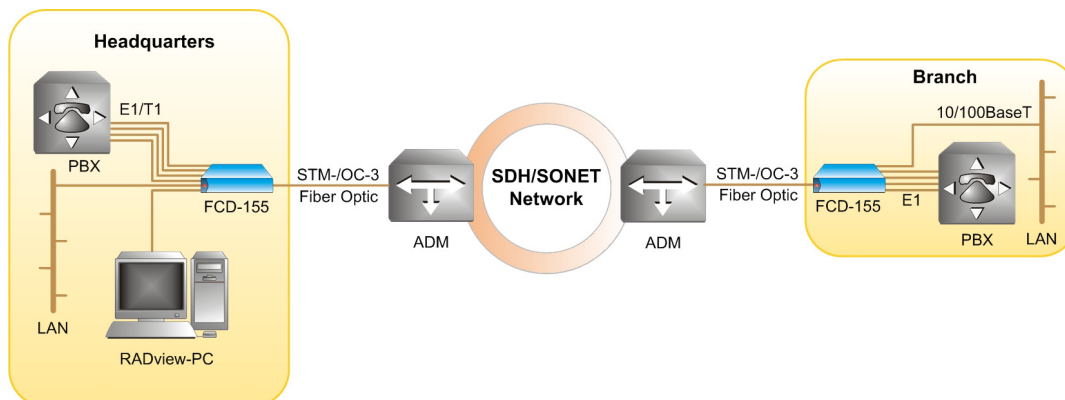 Headquarters
E1/T1
PBX
FCD-155
LAN
RADview-PC
STM-/OC-3
Fiber Optic
ADM
SDH/SONET
Network
ADM
STM-/OC-3
Fiber Optic
Branch
10/100BaseT
FCD-155
E1
PBX
LAN